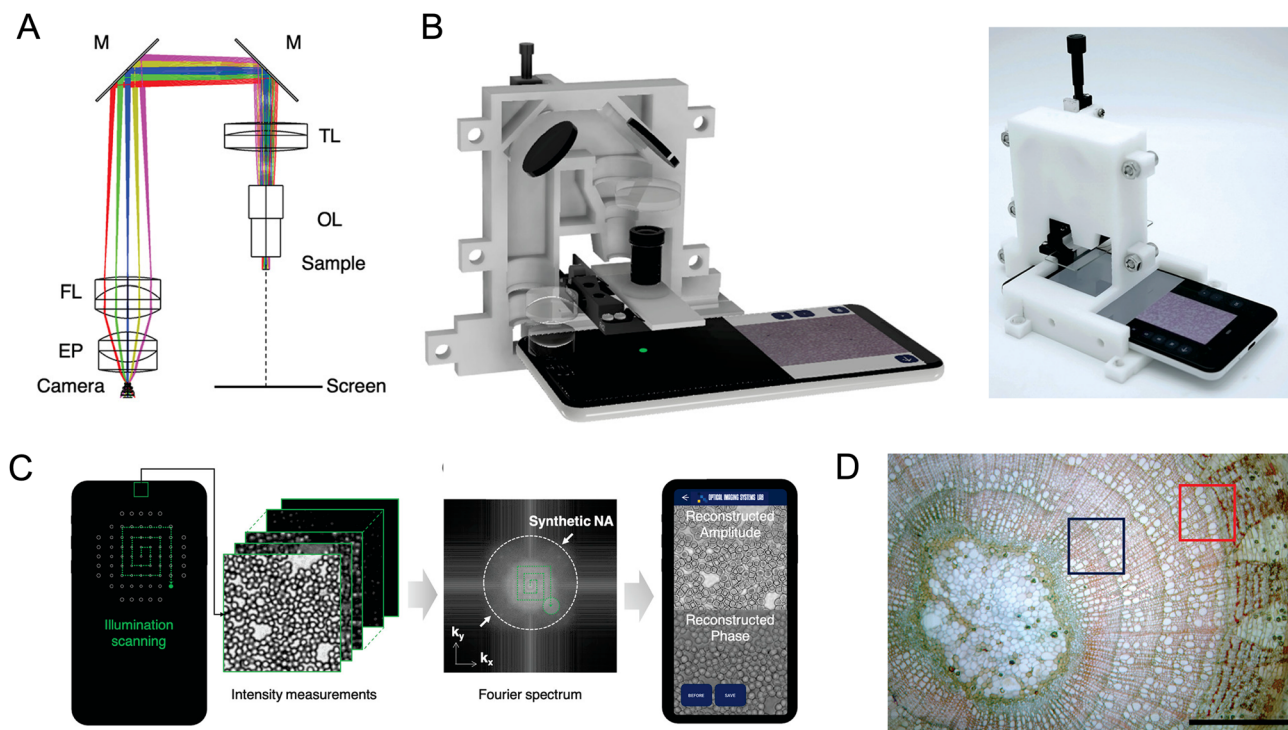 A
M
M
TL
OL
Sample
FL
EP
Camera
Screen
B
C
Illumination
scanning
Intensity measurements
Synthetic NA
ky
kx
Fourier spectrum
OPTICAL IMAGING SYSTEMS LAB
Reconstructed
Amplitude
Reconstructed
Phase
BEFORE
SAVE
D